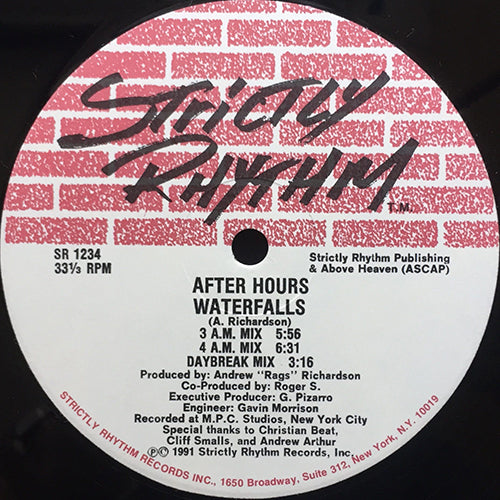 STRICTLY
RHYTHM
T.M.
SR 1234
33⅓ RPM
Strictly Rhythm Publishing
& Above Heaven (ASCAP)
AFTER HOURS
WATERFALLS
(A. Richardson)
3 A.M. MIX 5:56
4 A.M. MIX 6:31
DAYBREAK MIX 3:16
Produced by: Andrew "Rags" Richardson
Co-Produced by: Roger S.
Executive Producer: G. Pizarro
Engineer: Gavin Morrison
Recorded at M.P.C. Studios, New York City
Special thanks to Christian Beat,
Cliff Smalls, and Andrew Arthur
℗© 1991 Strictly Rhythm Records, Inc.
STRICTLY RHYTHM RECORDS INC., 1650 Broadway, Suite 312, New York, N.Y. 10019